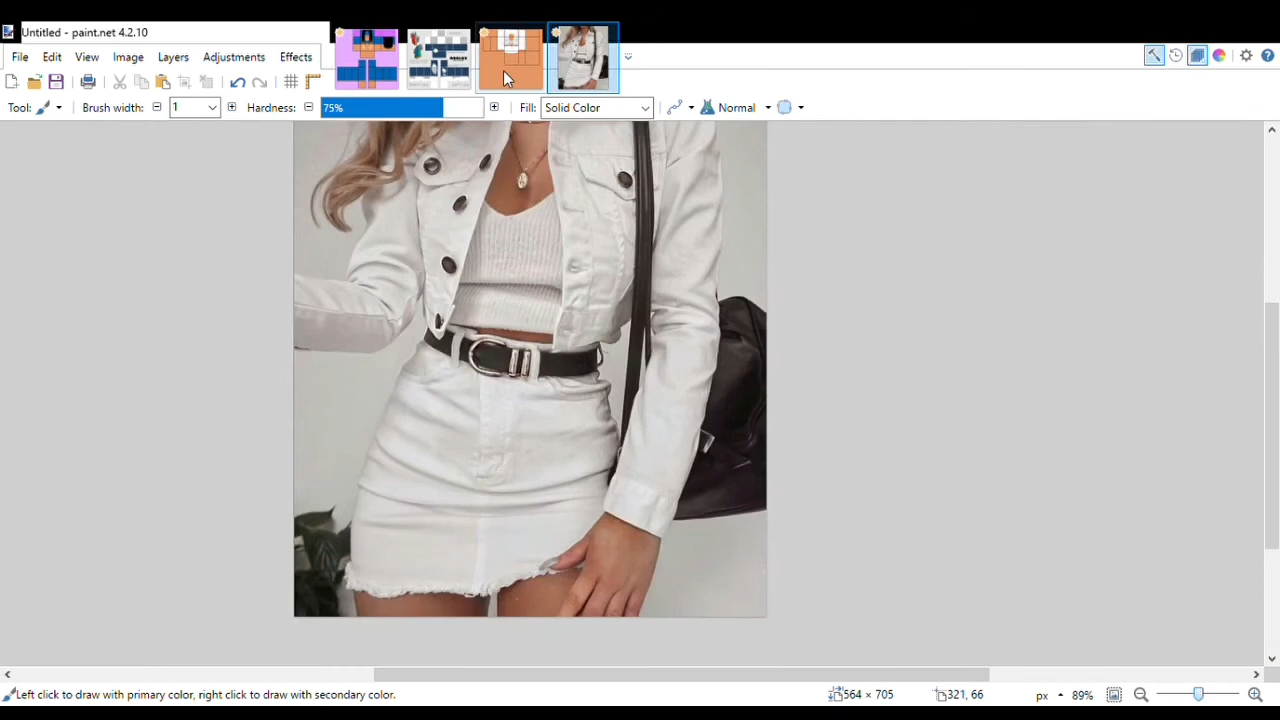 Untitled - paint.net 4.2.10
File Edit View Image Layers Adjustments Effects
Tool: Brush width: 1 Hardness: 75% Fill: Solid Color Normal
Left click to draw with primary color, right click to draw with secondary color. 564 × 705 321, 66 px 89%